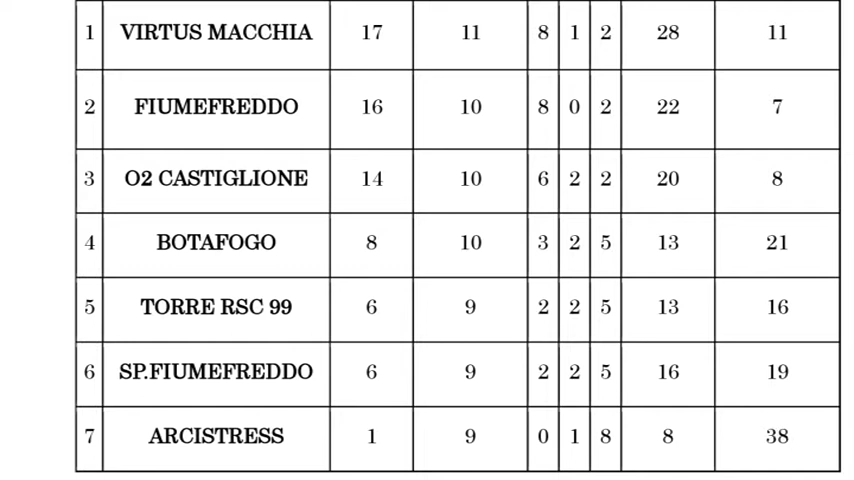 1 VIRTUS MACCHIA 17 11 8 1 2 28 11
2 FIUMEFREDDO 16 10 8 0 2 22 7
3 O2 CASTIGLIONE 14 10 6 2 2 20 8
4 BOTAFOGO 8 10 3 2 5 13 21
5 TORRE RSC 99 6 9 2 2 5 13 16
6 SP.FIUMEFREDDO 6 9 2 2 5 16 19
7 ARCISTRESS 1 9 0 1 8 8 38